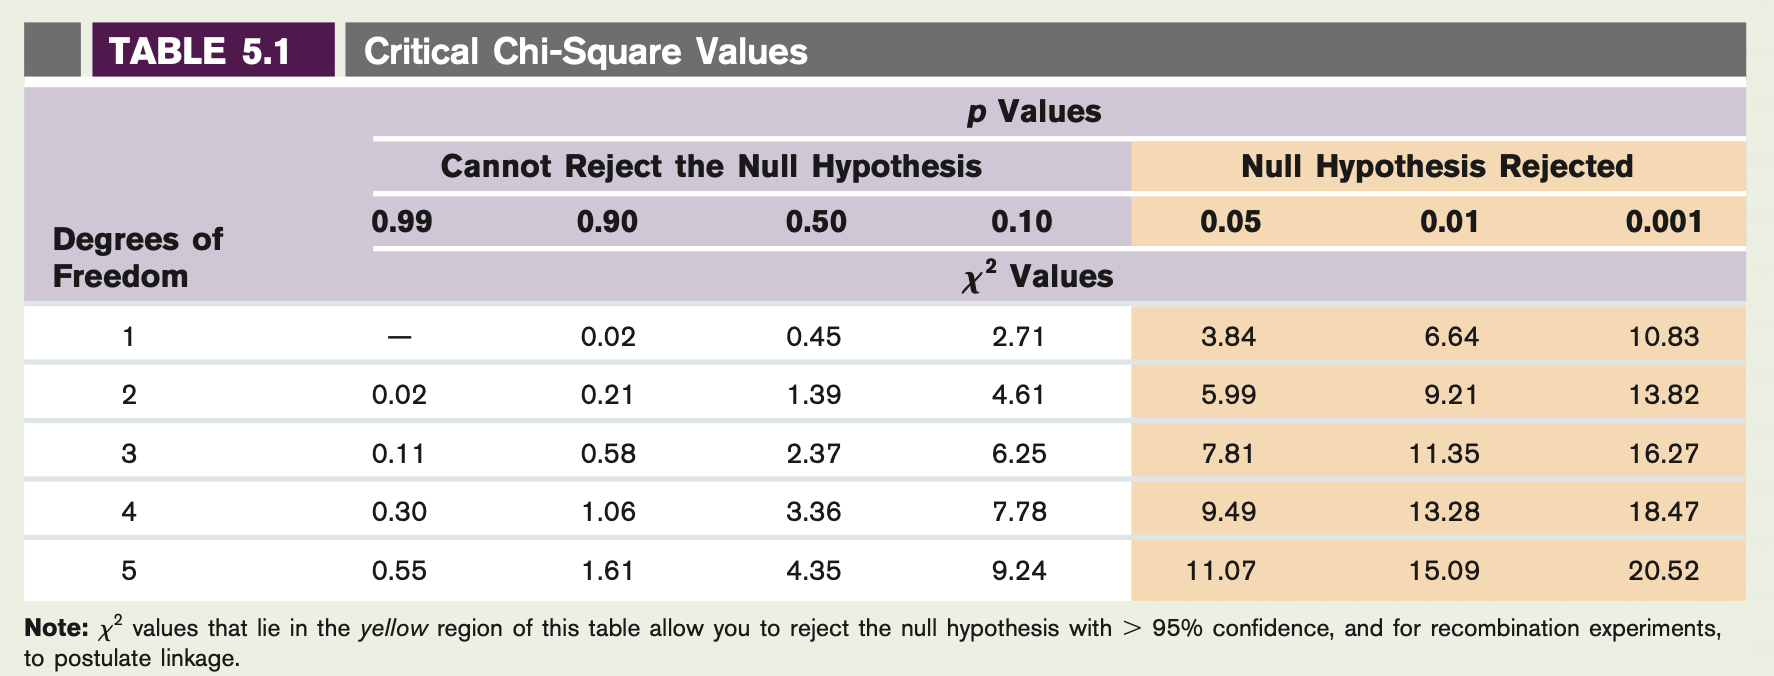 TABLE 5.1 Critical Chi-Square Values
p Values
Cannot Reject the Null Hypothesis Null Hypothesis Rejected
Degrees of
Freedom
0.99 0.90 0.50 0.10 0.05 0.01 0.001
χ² Values
1 — 0.02 0.45 2.71 3.84 6.64 10.83
2 0.02 0.21 1.39 4.61 5.99 9.21 13.82
3 0.11 0.58 2.37 6.25 7.81 11.35 16.27
4 0.30 1.06 3.36 7.78 9.49 13.28 18.47
5 0.55 1.61 4.35 9.24 11.07 15.09 20.52
Note: χ² values that lie in the yellow region of this table allow you to reject the null hypothesis with > 95% confidence, and for recombination experiments,
to postulate linkage.